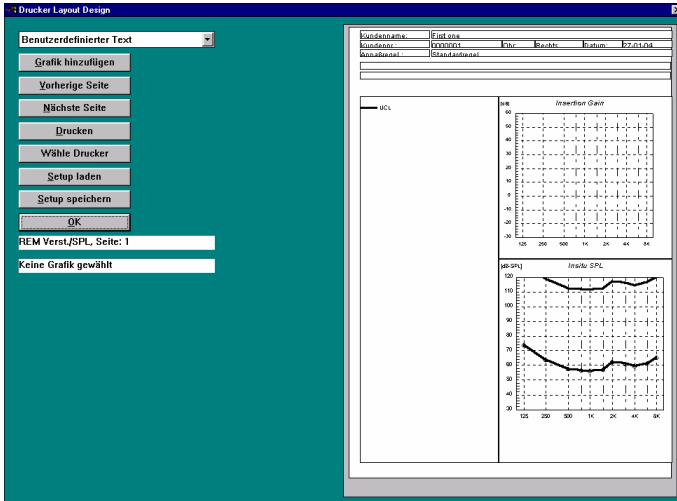 Drucker Layout Design
Benutzerdefinierter Text
Grafik hinzufügen
Vorherige Seite
Nächste Seite
Drucken
Wähle Drucker
Setup laden
Setup speichern
OK
REM Verst./SPL, Seite: 1
Keine Grafik gewählt
Kundenname: First one
Kundennr.: 0000001 Ohr: Rechts Datum: 27-01-04
Anpaßregel: Standardregel
UCL
[dB] Insertion Gain
60
50
40
30
20
10
0
-10
-20
-30
125 250 500 1K 2K 4K 8K
[dB-SPL] Insitu SPL
120
110
100
90
80
70
60
50
40
30
125 250 500 1K 2K 4K 8K